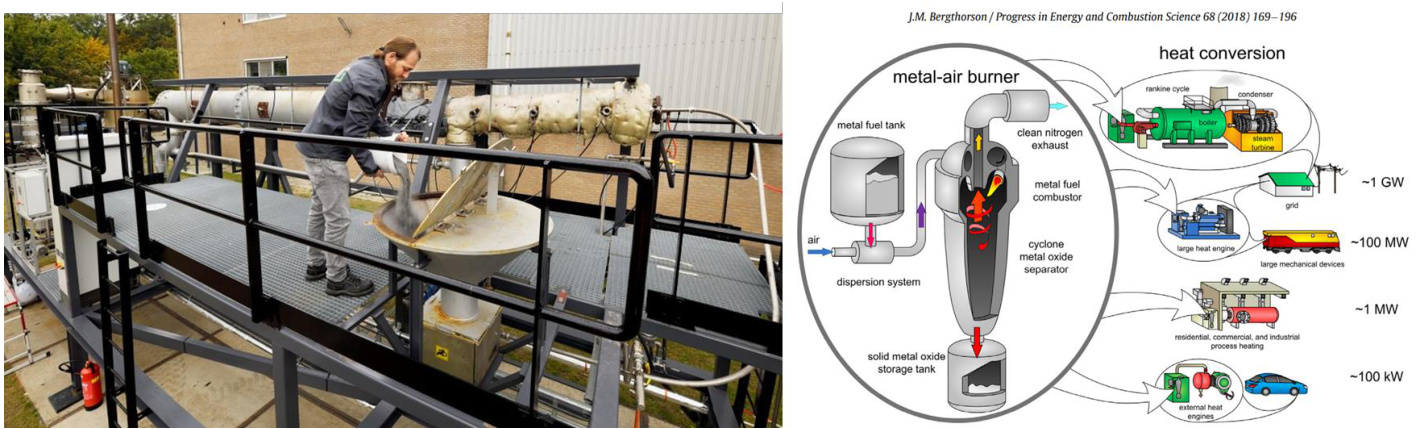 J.M. Bergthorson / Progress in Energy and Combustion Science 68 (2018) 169–196
metal-air burner
metal fuel tank
air
dispersion system
clean nitrogen
exhaust
metal fuel
combustor
cyclone
metal oxide
separator
solid metal oxide
storage tank
heat conversion
rankine cycle
condenser
boiler
steam
turbine
grid
~1 GW
large heat engine
large mechanical devices
~100 MW
residential, commercial, and industrial
process heating
~1 MW
external heat
engines
~100 kW